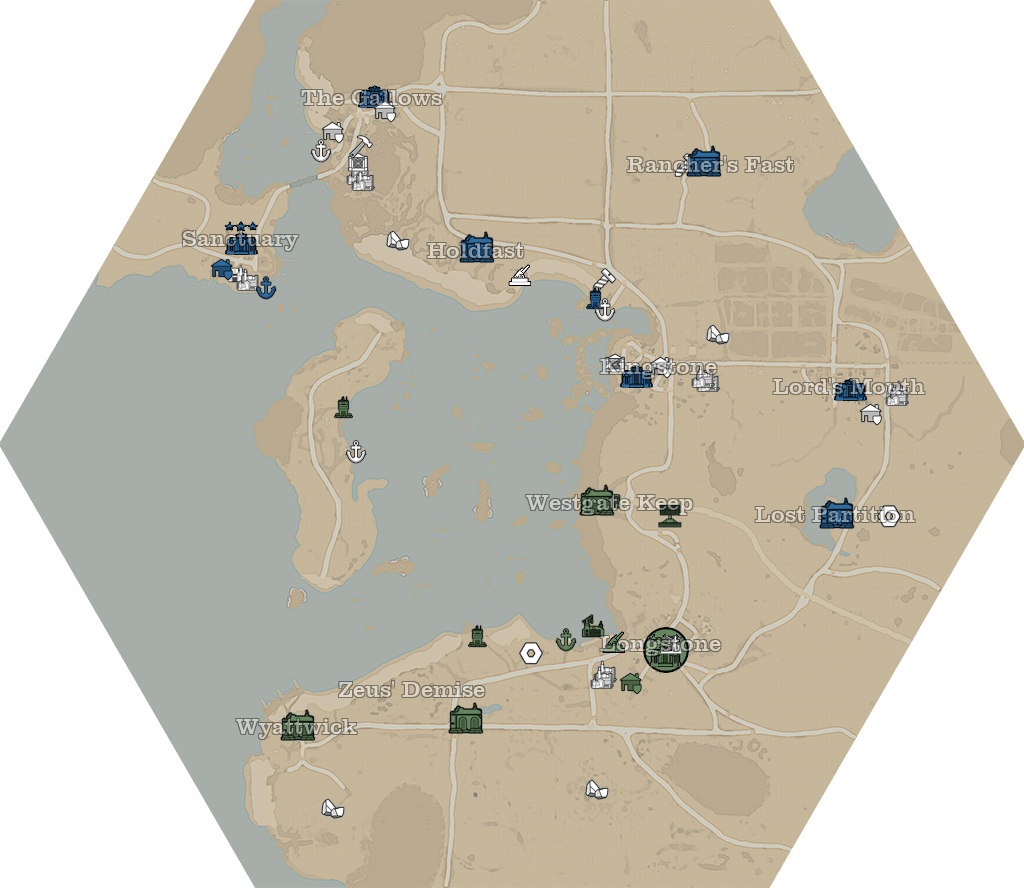 The Gallows
Rancher's Fast
Sanctuary
Holdfast
Kingstone
Lord's Mouth
Westgate Keep
Lost Partition
Longstone
Zeus' Demise
Wyattwick